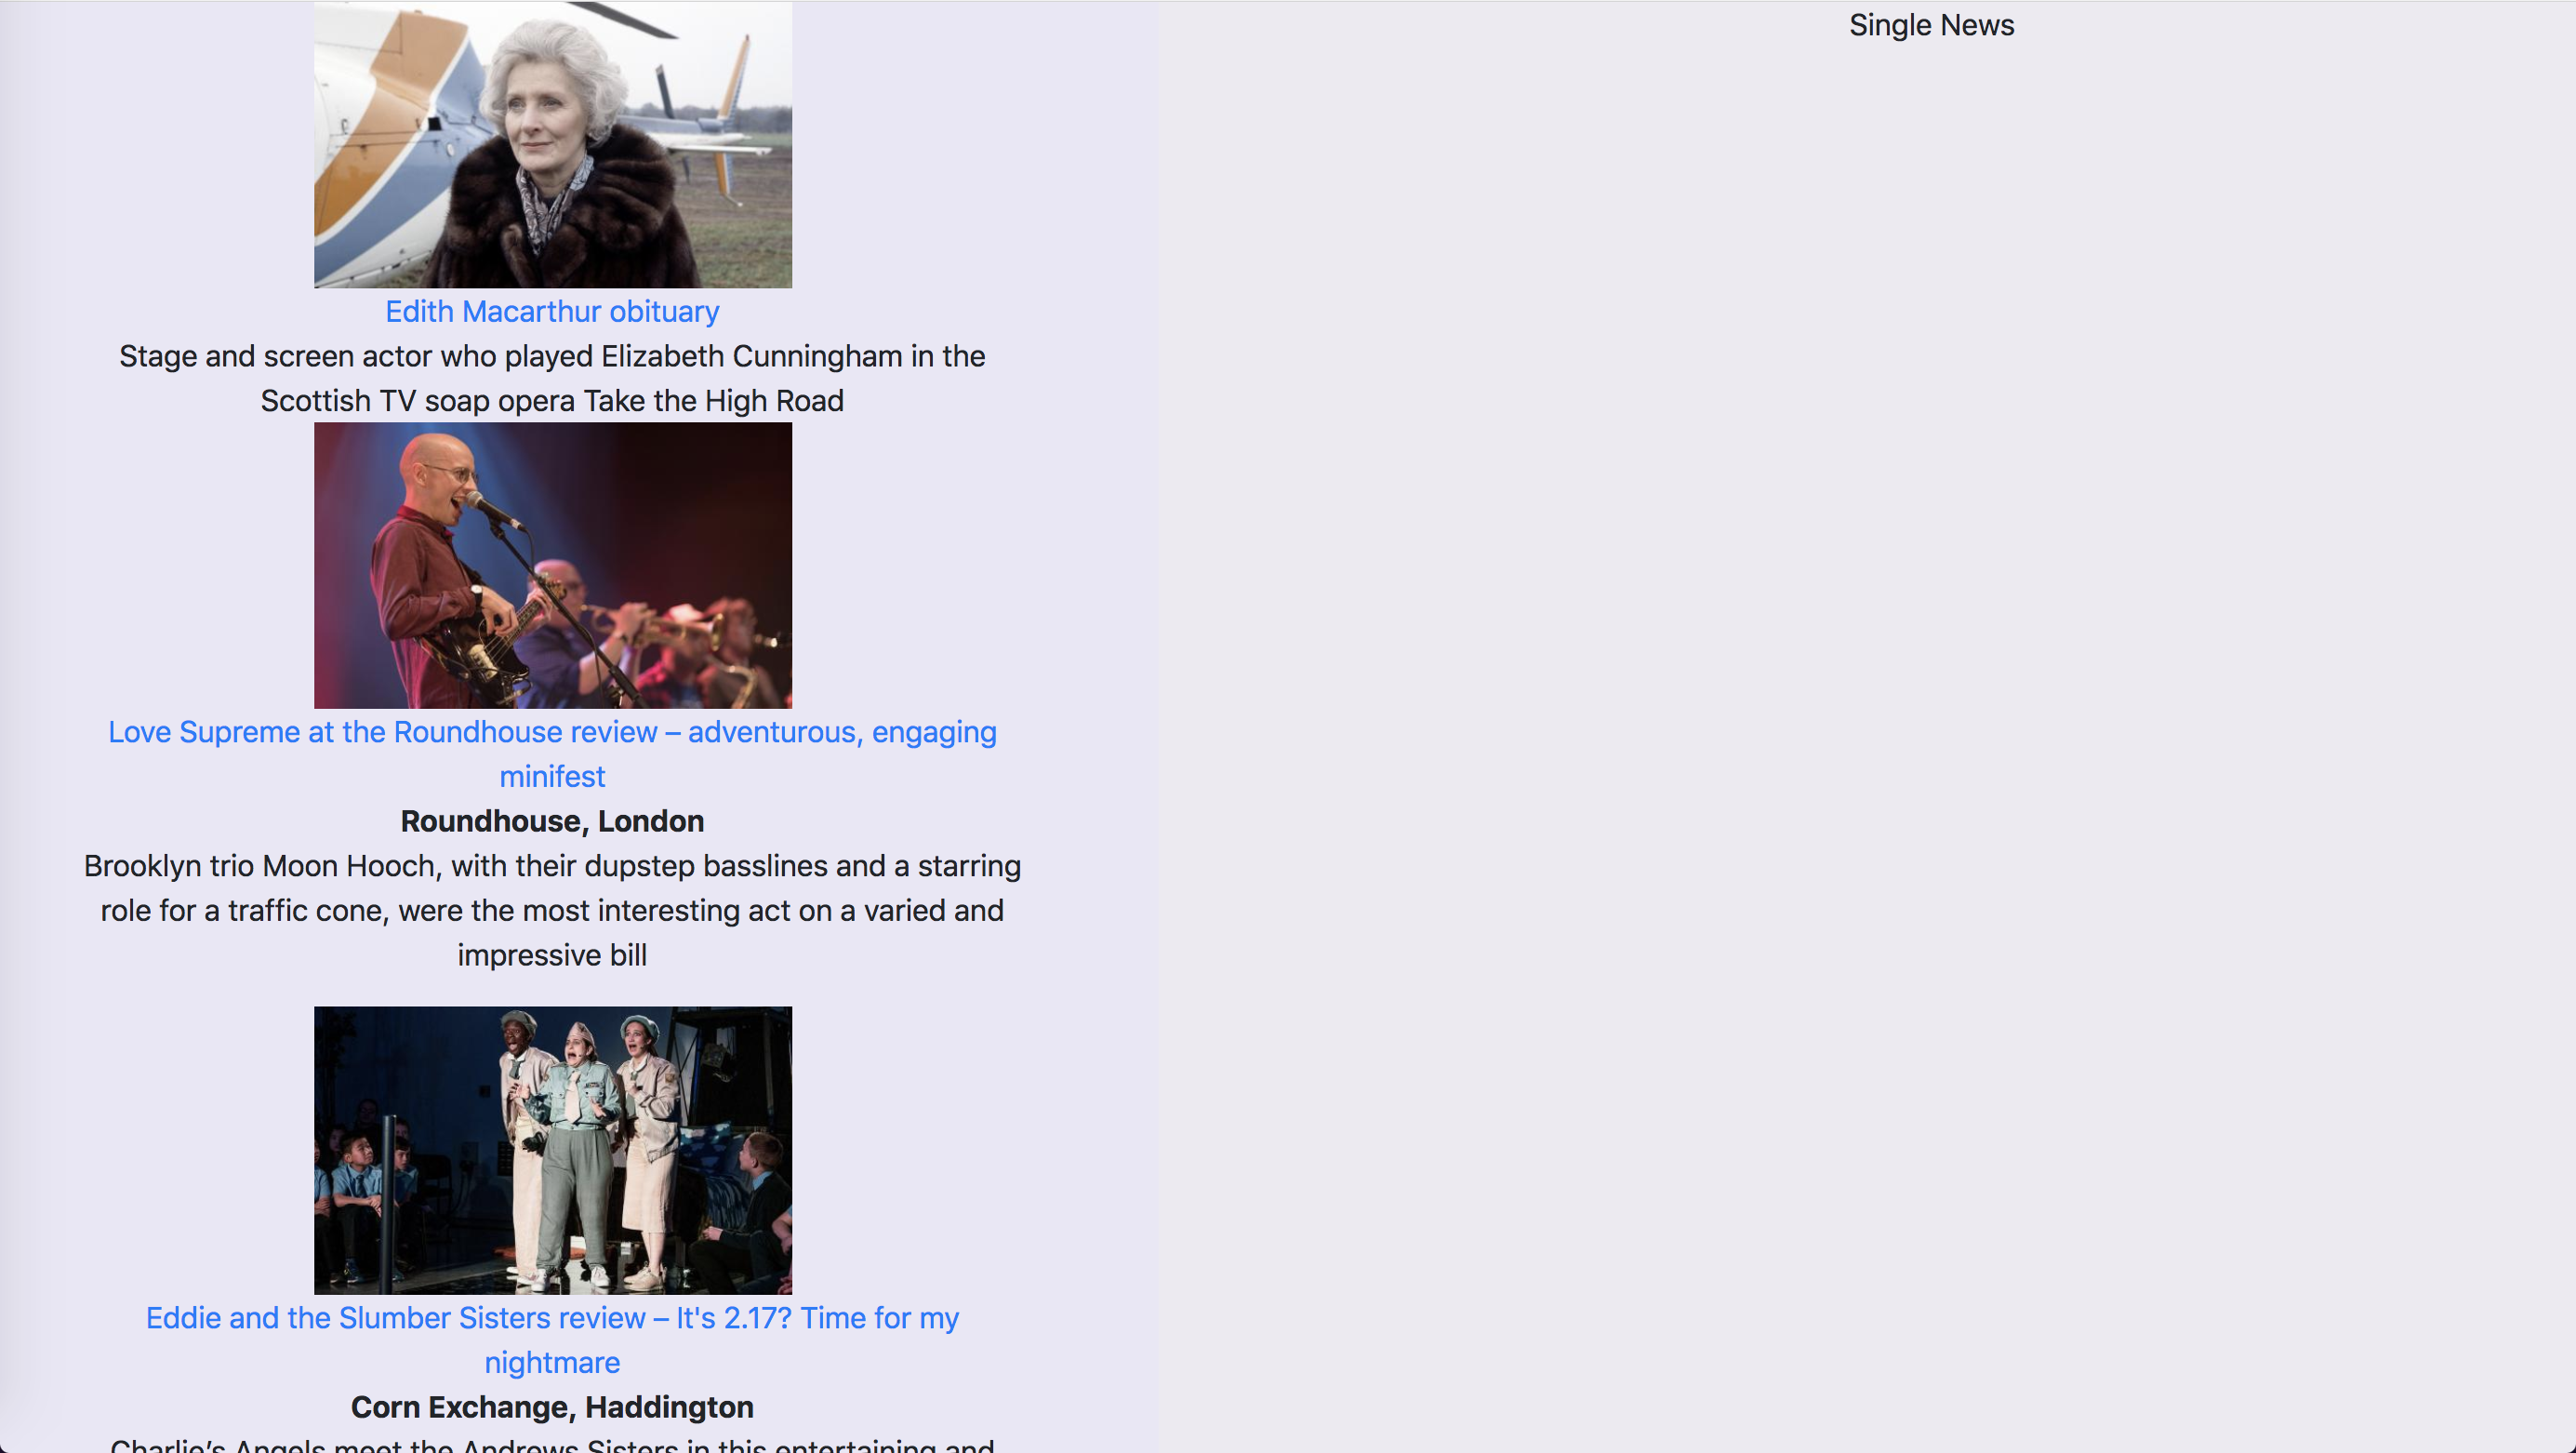 Single News
Edith Macarthur obituary
Stage and screen actor who played Elizabeth Cunningham in the
Scottish TV soap opera Take the High Road
Love Supreme at the Roundhouse review – adventurous, engaging
minifest
Roundhouse, London
Brooklyn trio Moon Hooch, with their dupstep basslines and a starring
role for a traffic cone, were the most interesting act on a varied and
impressive bill
Eddie and the Slumber Sisters review – It's 2.17? Time for my
nightmare
Corn Exchange, Haddington
Charlie’s Angels meet the Andrews Sisters in this entertaining and